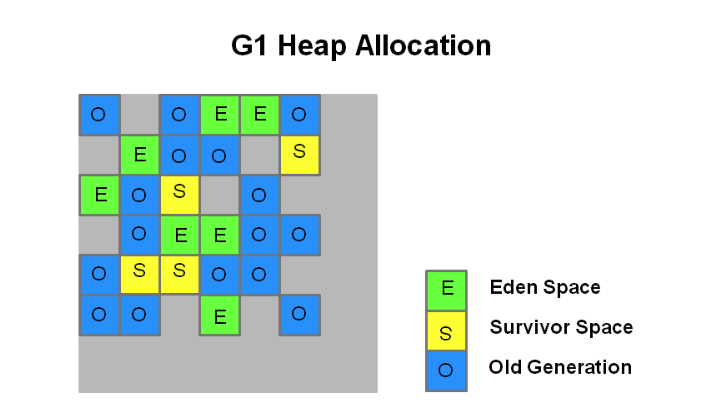 G1 Heap Allocation
O O E E O
E O O S
E O S O
O E E O O
O S S O O
O O E O
E Eden Space
S Survivor Space
O Old Generation